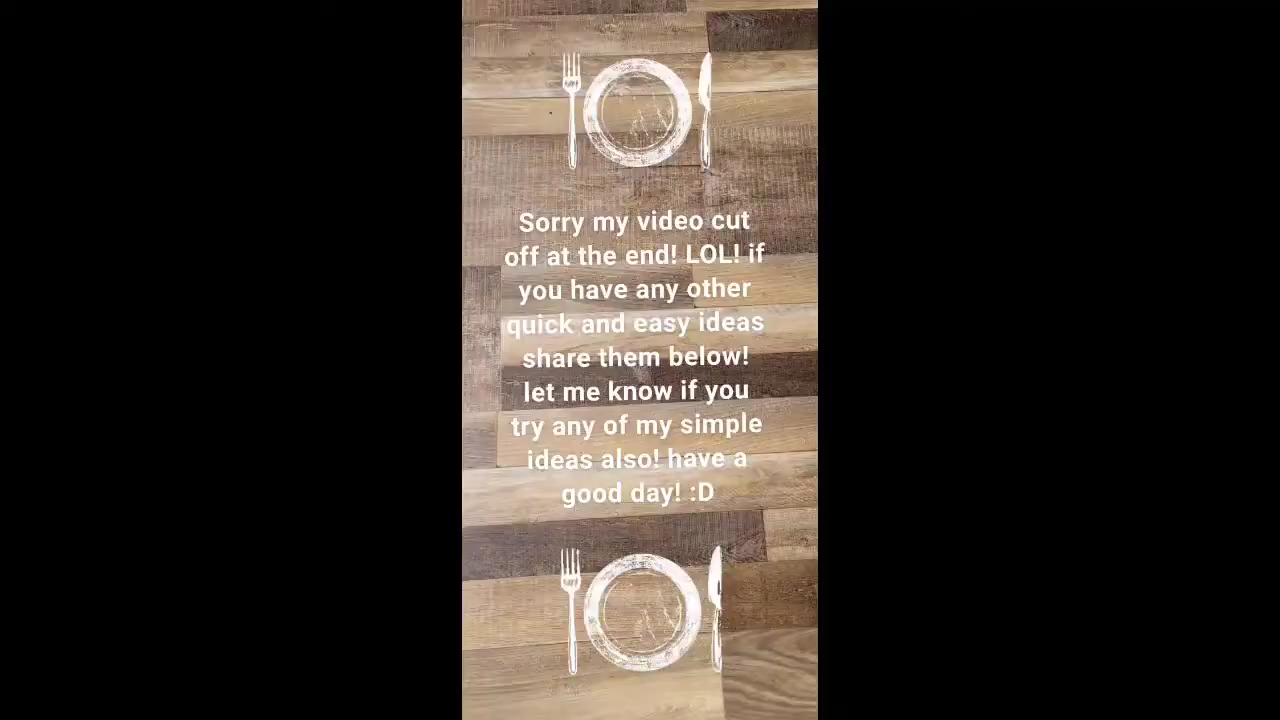 Sorry my video cut
off at the end! LOL! if
you have any other
quick and easy ideas
share them below!
let me know if you
try any of my simple
ideas also! have a
good day! :D